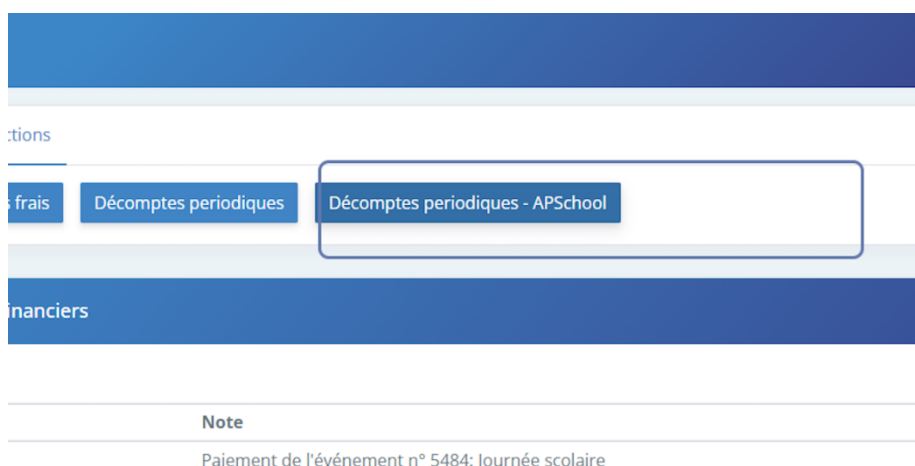 ctions
s frais
Décomptes periodiques
Décomptes periodiques - APSchool
inanciers
Note
Paiement de l'événement n° 5484: Journée scolaire